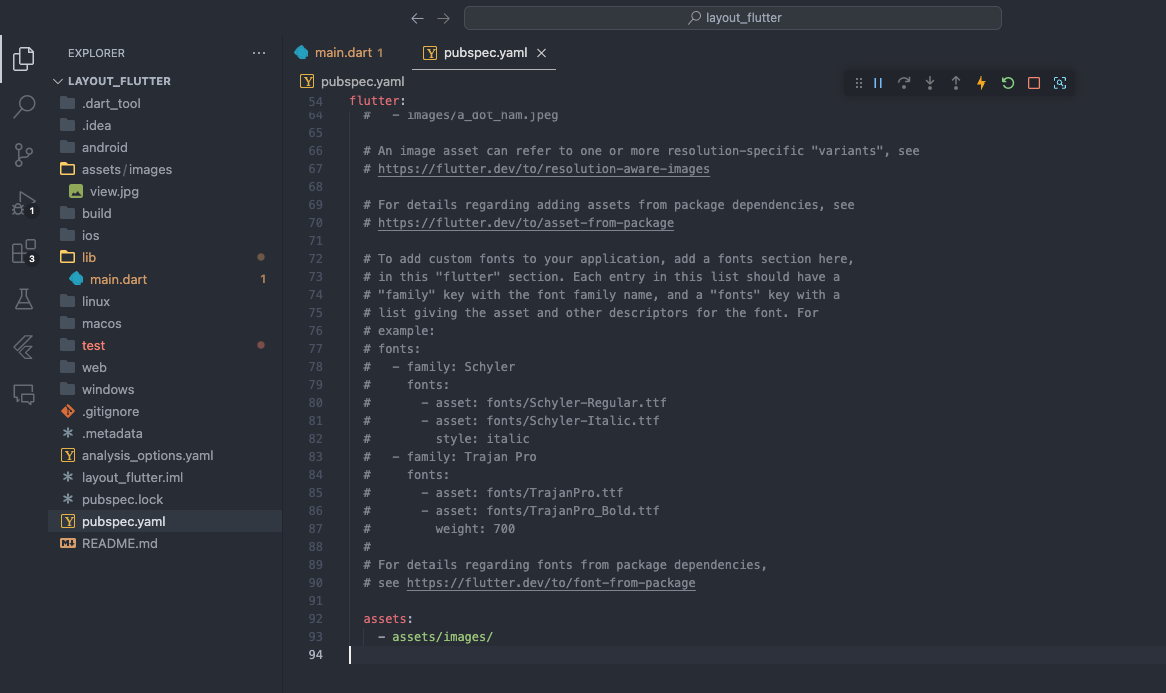 layout_flutter
EXPLORER
LAYOUT_FLUTTER
.dart_tool
.idea
android
assets/images
view.jpg
build
ios
lib
main.dart 1
linux
macos
test
web
windows
.gitignore
.metadata
analysis_options.yaml
layout_flutter.iml
pubspec.lock
pubspec.yaml
README.md
1
3
main.dart 1
pubspec.yaml
pubspec.yaml
54 flutter:
64 #   - images/a_dot_ham.jpeg
65
66 # An image asset can refer to one or more resolution-specific "variants", see
67 # https://flutter.dev/to/resolution-aware-images
68
69 # For details regarding adding assets from package dependencies, see
70 # https://flutter.dev/to/asset-from-package
71
72 # To add custom fonts to your application, add a fonts section here,
73 # in this "flutter" section. Each entry in this list should have a
74 # "family" key with the font family name, and a "fonts" key with a
75 # list giving the asset and other descriptors for the font. For
76 # example:
77 # fonts:
78 #   - family: Schyler
79 #     fonts:
80 #       - asset: fonts/Schyler-Regular.ttf
81 #       - asset: fonts/Schyler-Italic.ttf
82 #         style: italic
83 #   - family: Trajan Pro
84 #     fonts:
85 #       - asset: fonts/TrajanPro.ttf
86 #       - asset: fonts/TrajanPro_Bold.ttf
87 #         weight: 700
88 #
89 # For details regarding fonts from package dependencies,
90 # see https://flutter.dev/to/font-from-package
91
92 assets:
93   - assets/images/
94